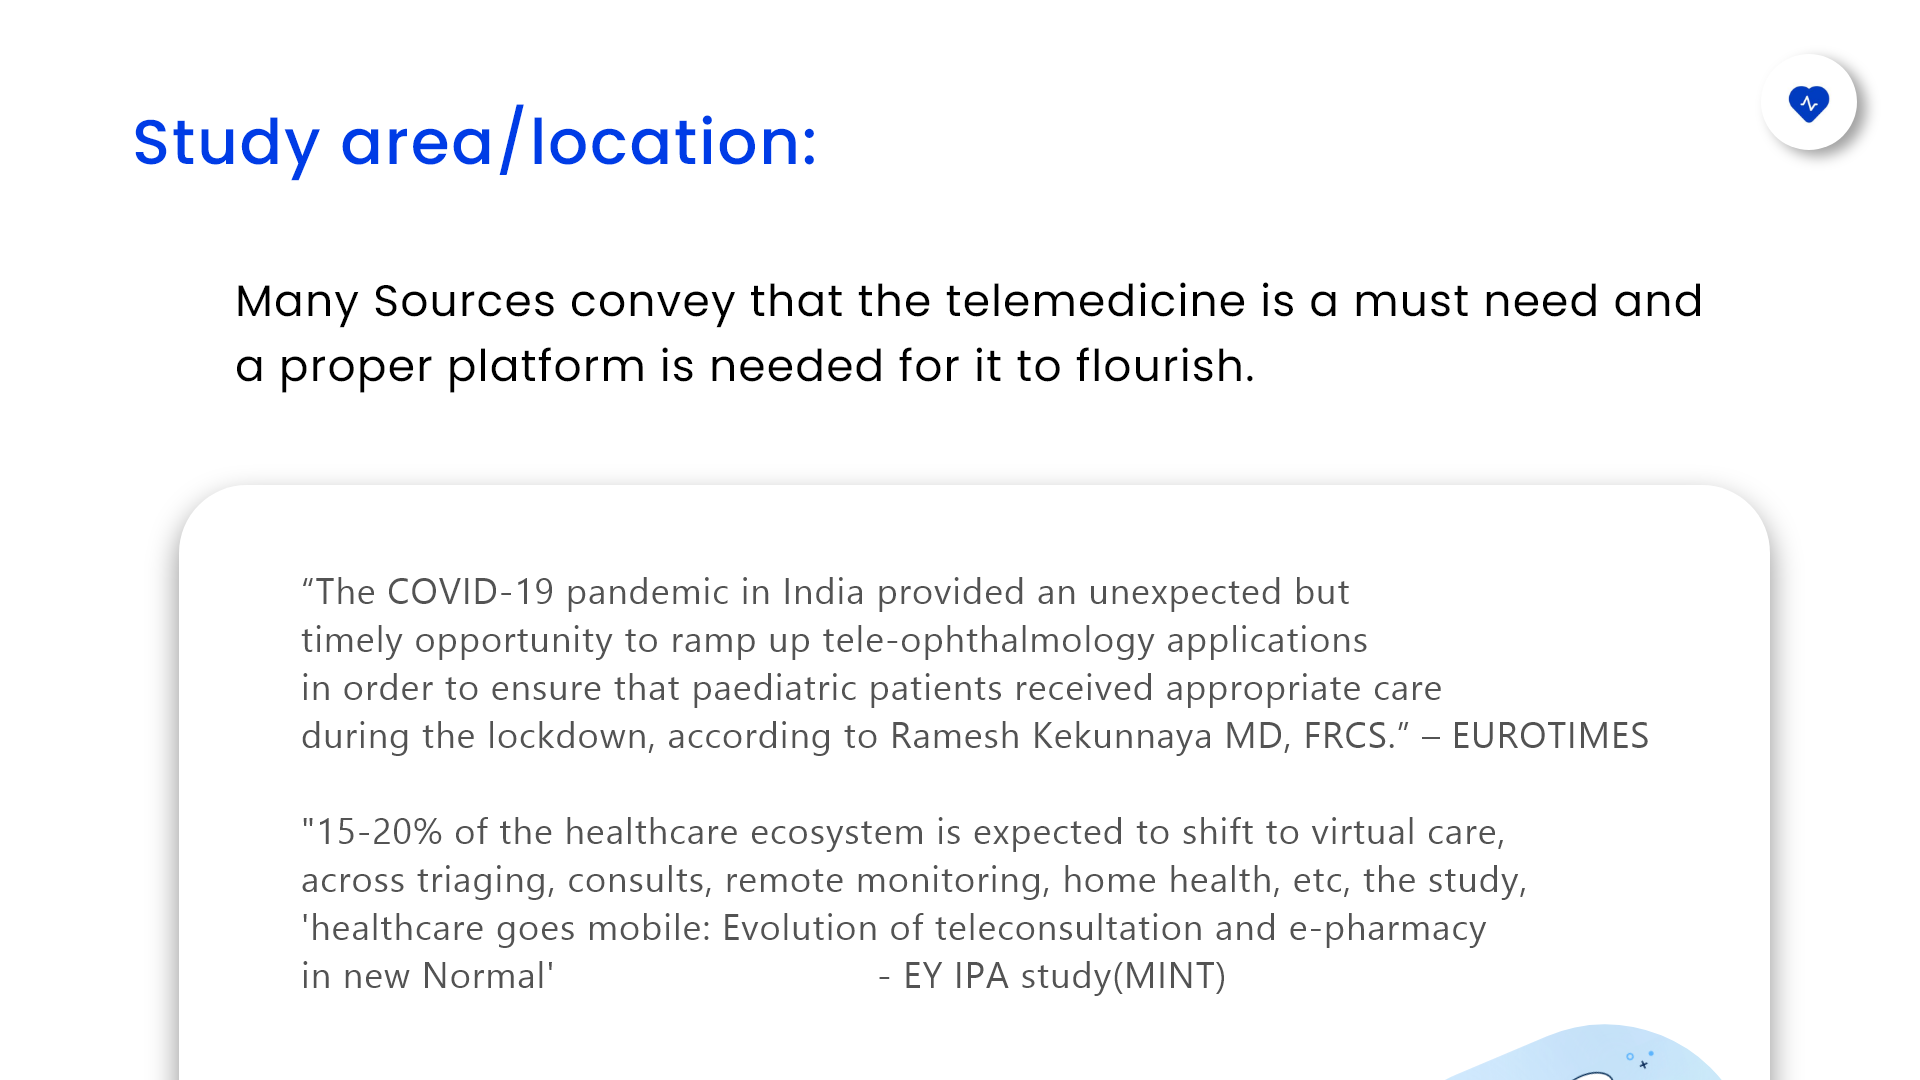 Study area/location:
Many Sources convey that the telemedicine is a must need and
a proper platform is needed for it to flourish.
“The COVID-19 pandemic in India provided an unexpected but
timely opportunity to ramp up tele-ophthalmology applications
in order to ensure that paediatric patients received appropriate care
during the lockdown, according to Ramesh Kekunnaya MD, FRCS.” – EUROTIMES
"15-20% of the healthcare ecosystem is expected to shift to virtual care,
across triaging, consults, remote monitoring, home health, etc, the study,
'healthcare goes mobile: Evolution of teleconsultation and e-pharmacy
in new Normal' - EY IPA study(MINT)